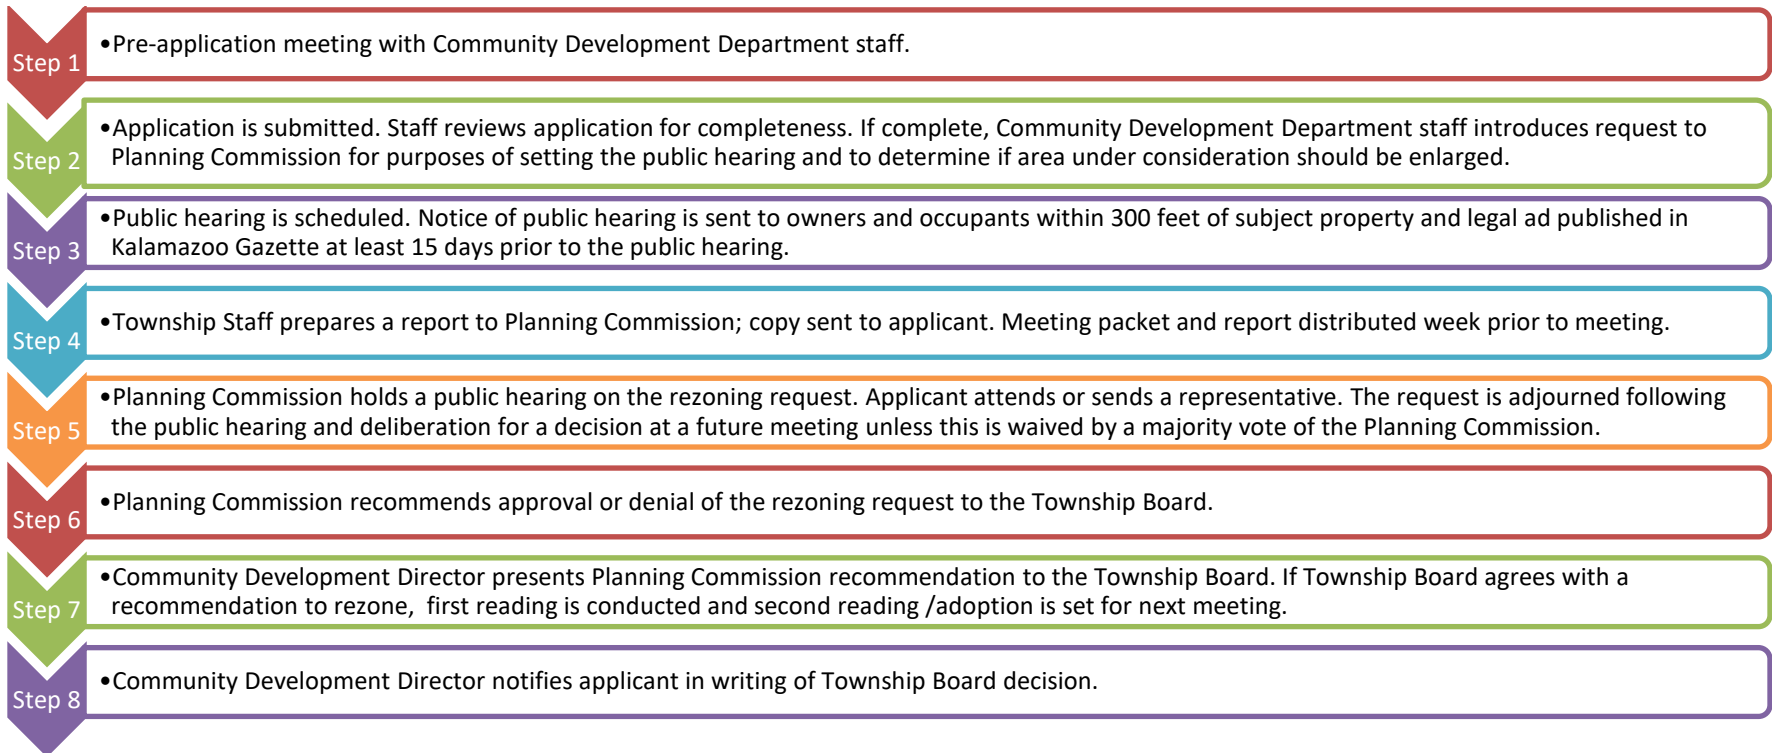 Step 1
•Pre-application meeting with Community Development Department staff.
Step 2
•Application is submitted. Staff reviews application for completeness. If complete, Community Development Department staff introduces request to
Planning Commission for purposes of setting the public hearing and to determine if area under consideration should be enlarged.
Step 3
•Public hearing is scheduled. Notice of public hearing is sent to owners and occupants within 300 feet of subject property and legal ad published in
Kalamazoo Gazette at least 15 days prior to the public hearing.
Step 4
•Township Staff prepares a report to Planning Commission; copy sent to applicant. Meeting packet and report distributed week prior to meeting.
Step 5
•Planning Commission holds a public hearing on the rezoning request. Applicant attends or sends a representative. The request is adjourned following
the public hearing and deliberation for a decision at a future meeting unless this is waived by a majority vote of the Planning Commission.
Step 6
•Planning Commission recommends approval or denial of the rezoning request to the Township Board.
Step 7
•Community Development Director presents Planning Commission recommendation to the Township Board. If Township Board agrees with a
recommendation to rezone,  first reading is conducted and second reading /adoption is set for next meeting.
Step 8
•Community Development Director notifies applicant in writing of Township Board decision.